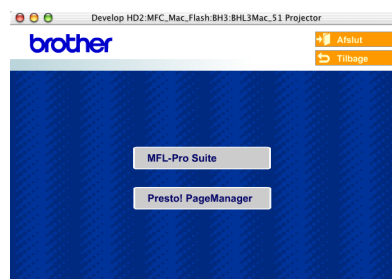 Develop HD2:MFC_Mac_Flash:BH3:BHL3Mac_51 Projector
brother
Afslut
Tilbage
MFL-Pro Suite
Presto! PageManager